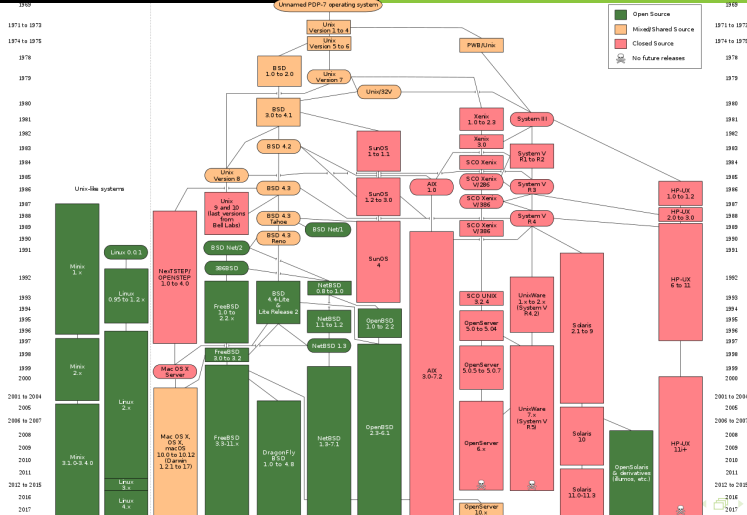 1969
Unnamed PDP-7 operating system
1969
1971 to 1973
Unix
Version 1 to 4
1971 to 1973
1974 to 1975
Unix
Version 5 to 6
PWB/Unix
1974 to 1975
Open Source
Mixed/Shared Source
Closed Source
No future releases
1978
BSD
1.0 to 2.0
1978
1979
Unix
Version 7
Unix/32V
1979
1980
BSD
3.0 to 4.1
1980
1981
Xenix
1.0 to 2.3
System III
1981
1982
SunOS
1 to 1.1
Xenix
3.0
1982
1983
BSD 4.2
System V
R1 to R2
1983
1984
SCO Xenix
1984
1985
Unix
Version 8
AIX
1.0
SCO Xenix
V/286
System V
R3
1985
1986
Unix-like systems
BSD 4.3
SunOS
1.2 to 3.0
HP-UX
1.0 to 1.2
1986
1987
Unix
9 and 10
(last versions
from
Bell Labs)
SCO Xenix
V/386
HP-UX
2.0 to 3.0
1987
1988
BSD 4.3
Tahoe
System V
R4
1988
1989
BSD Net/1
SCO Xenix
V/386
1989
1990
BSD 4.3
Reno
1990
1991
Linux 0.0.1
BSD Net/2
SunOS
4
HP-UX
6 to 11
1991
Minix
1.x
NexTSTEP/
OPENSTEP
1.0 to 4.0
386BSD
1992
Linux
0.95 to 1.2.x
BSD
4.4-Lite
&
Lite Release 2
NetBSD
0.8 to 1.0
1992
1993
FreeBSD
1.0 to
2.2.x
SCO UNIX
3.2.4
UnixWare
1.x to 2.x
(System V
R4.2)
1993
1994
1994
1995
NetBSD
1.1 to 1.2
OpenBSD
1.0 to 2.2
OpenServer
5.0 to 5.04
Solaris
2.1 to 9
1995
1996
1996
1997
NetBSD 1.3
1997
1998
FreeBSD
3.0 to 3.2
1998
1999
Minix
2.x
Mac OS X
Server
AIX
3.0-7.2
OpenServer
5.0.5 to 5.0.7
1999
2000
2000
2001 to 2004
Linux
2.x
2001 to 2004
2005
UnixWare
7.x
(System V
R5)
2005
2006 to 2007
Solaris
10
2006 to 2007
2008
Mac OS X,
OS X,
macOS
10.0 to 10.12
(Darwin
1.2.1 to 17)
FreeBSD
3.3-11.x
NetBSD
1.3-7.1
OpenBSD
2.3-6.1
2008
2009
OpenServer
6.x
HP-UX
11i+
2009
2010
Minix
3.1.0-3.4.0
DragonFly
BSD
1.0 to 4.8
2010
2011
OpenSolaris
& derivatives
(illumos, etc.)
2011
2012 to 2015
Linux
3.x
2012 to 2015
2016
Linux
4.x
Solaris
11.0-11.3
2016
2017
OpenServer
10.x
2017